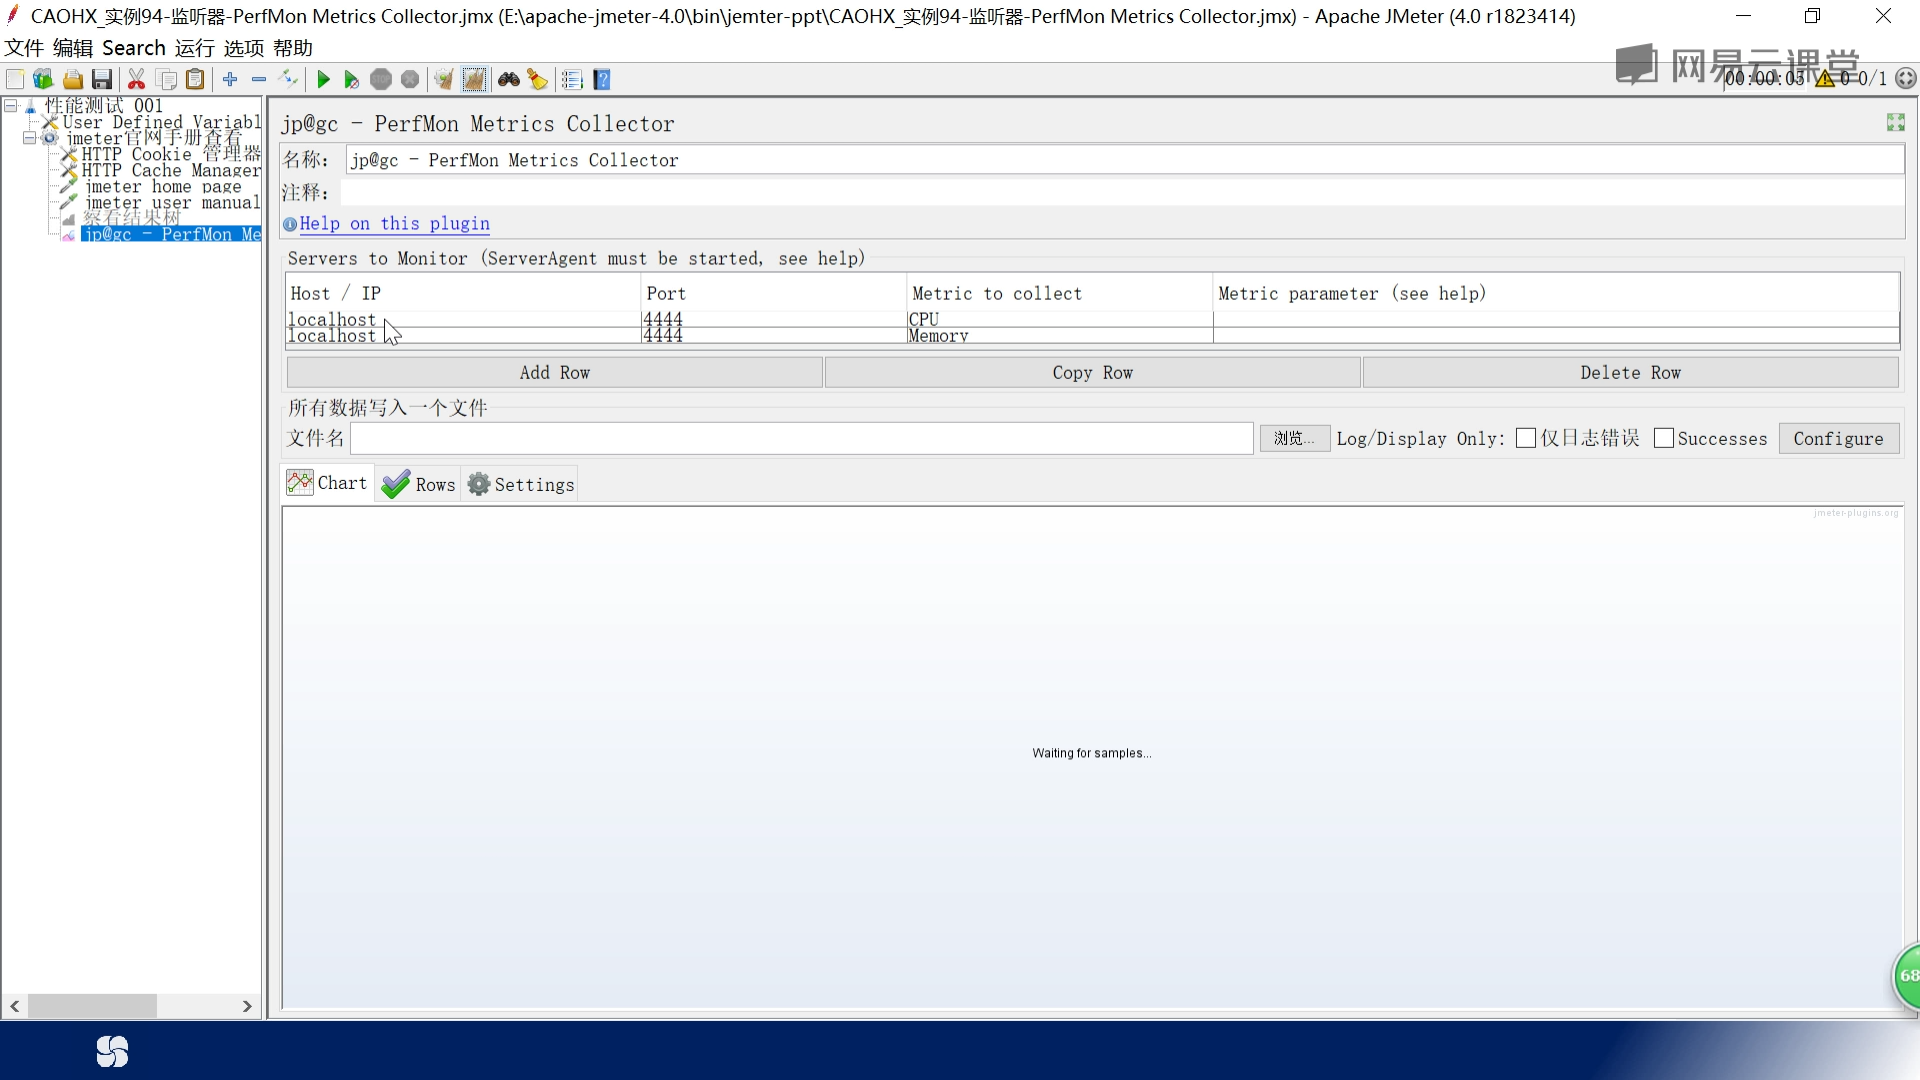 CAOHX_实例94-监听器-PerfMon Metrics Collector.jmx (E:\apache-jmeter-4.0\bin\jemter-ppt\CAOHX_实例94-监听器-PerfMon Metrics Collector.jmx) - Apache JMeter (4.0 r1823414)
文件 编辑 Search 运行 选项 帮助
网易云课堂
00:00:05 0 0/1
性能测试 001
User Defined Variabl
jmeter官网手册查看
HTTP Cookie 管理器
HTTP Cache Manager
jmeter home page
jmeter user manual
察看结果树
jp@gc - PerfMon Me
jp@gc - PerfMon Metrics Collector
名称: jp@gc - PerfMon Metrics Collector
注释:
Help on this plugin
Servers to Monitor (ServerAgent must be started, see help)
Host / IP Port Metric to collect Metric parameter (see help)
localhost 4444 CPU
localhost 4444 Memory
Add Row Copy Row Delete Row
所有数据写入一个文件
文件名 浏览... Log/Display Only: 仅日志错误 Successes Configure
Chart Rows Settings
jmeter-plugins.org
Waiting for samples...
68